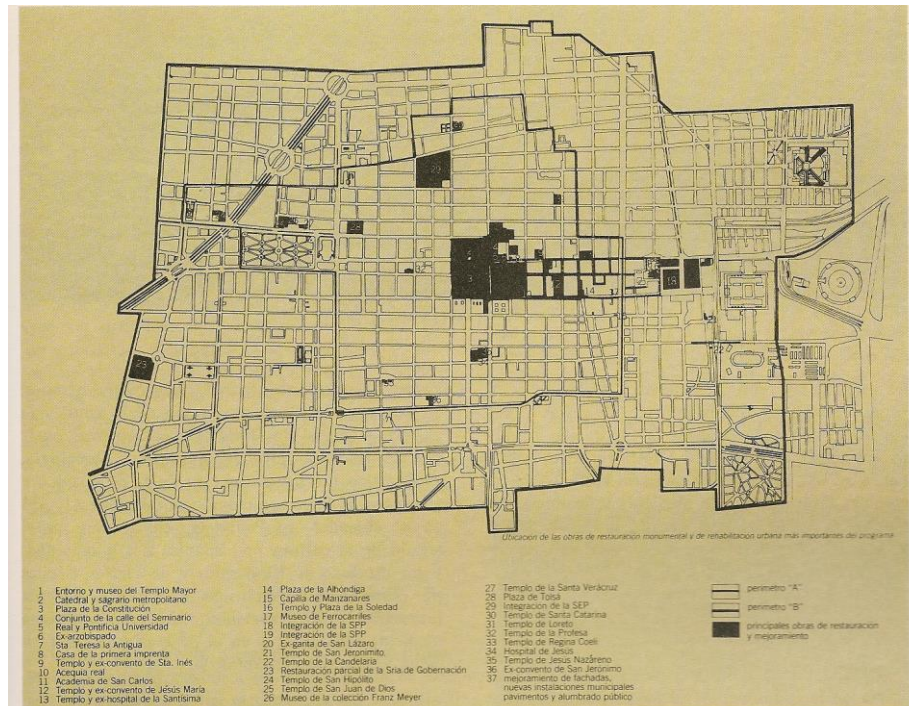 Ubicación de las obras de restauración monumental y de rehabilitación urbana más importantes del programa
1 Entorno y museo del Templo Mayor
2 Catedral y sagrario metropolitano
3 Plaza de la Constitución
4 Conjunto de la calle del Seminario
5 Real y Pontificia Universidad
6 Ex-arzobispado
7 Sta. Teresa la Antigua
8 Casa de la primera imprenta
9 Templo y ex-convento de Sta. Inés
10 Acequia real
11 Academia de San Carlos
12 Templo y ex-convento de Jesús María
13 Templo y ex-hospital de la Santísima
14 Plaza de la Alhóndiga
15 Capilla de Manzanares
16 Templo y Plaza de la Soledad
17 Museo de Ferrocarriles
18 Integración de la SPP
19 Integración de la SPP
20 Ex-garita de San Lázaro
21 Templo de San Jeronimito
22 Templo de la Candelaria
23 Restauración parcial de la Sria de Gobernación
24 Templo de San Hipólito
25 Templo de San Juan de Dios
26 Museo de la colección Franz Meyer
27 Templo de la Santa Verácruz
28 Plaza de Tolsa
29 Integracion de la SEP
30 Templo de Santa Catarina
31 Templo de Loreto
32 Templo de la Profesa
33 Templo de Regina Coeli
34 Hospital de Jesús
35 Templo de Jesús Nazáreno
36 Ex-convento de San Jerónimo
37 mejoramiento de fachadas,
nuevas instalaciones municipales
pavimentos y alumbrado público
perimetro "A"
perimetro "B"
principales obras de restauración
y mejoramiento